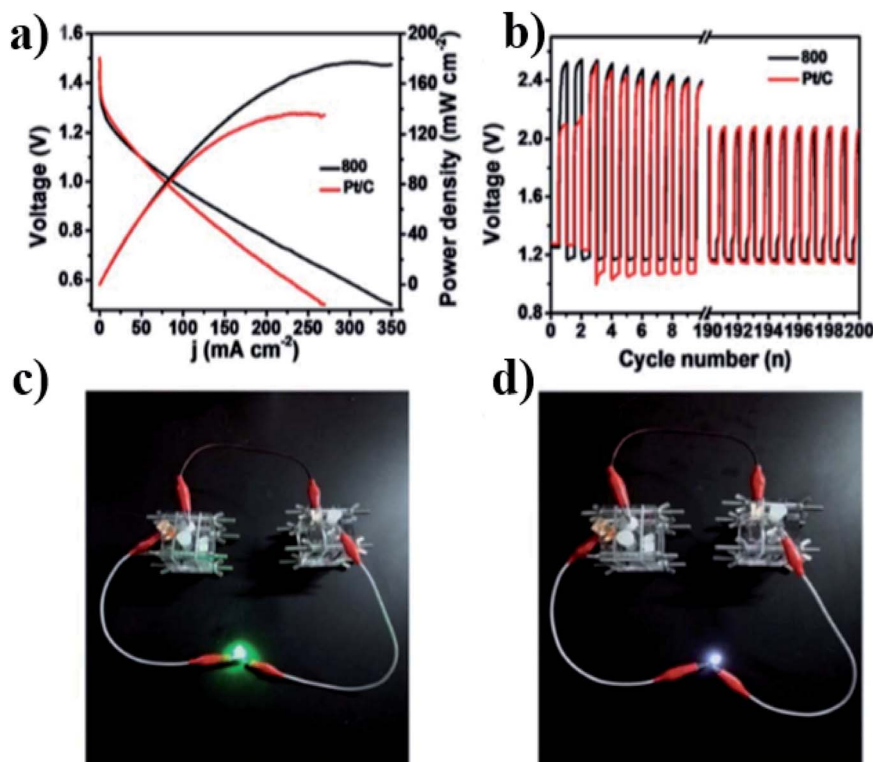 a)
1.6
1.4
1.2
1.0
0.8
0.6
Voltage (V)
200
160
120
80
40
0
Power density (mW cm-2)
800
Pt/C
0 50 100 150 200 250 300 350
j (mA cm-2)
b)
2.4
2.0
1.6
1.2
0.8
Voltage (V)
800
Pt/C
0 2 4 6 8 190 192 194 196 198 200
Cycle number (n)
c)
d)